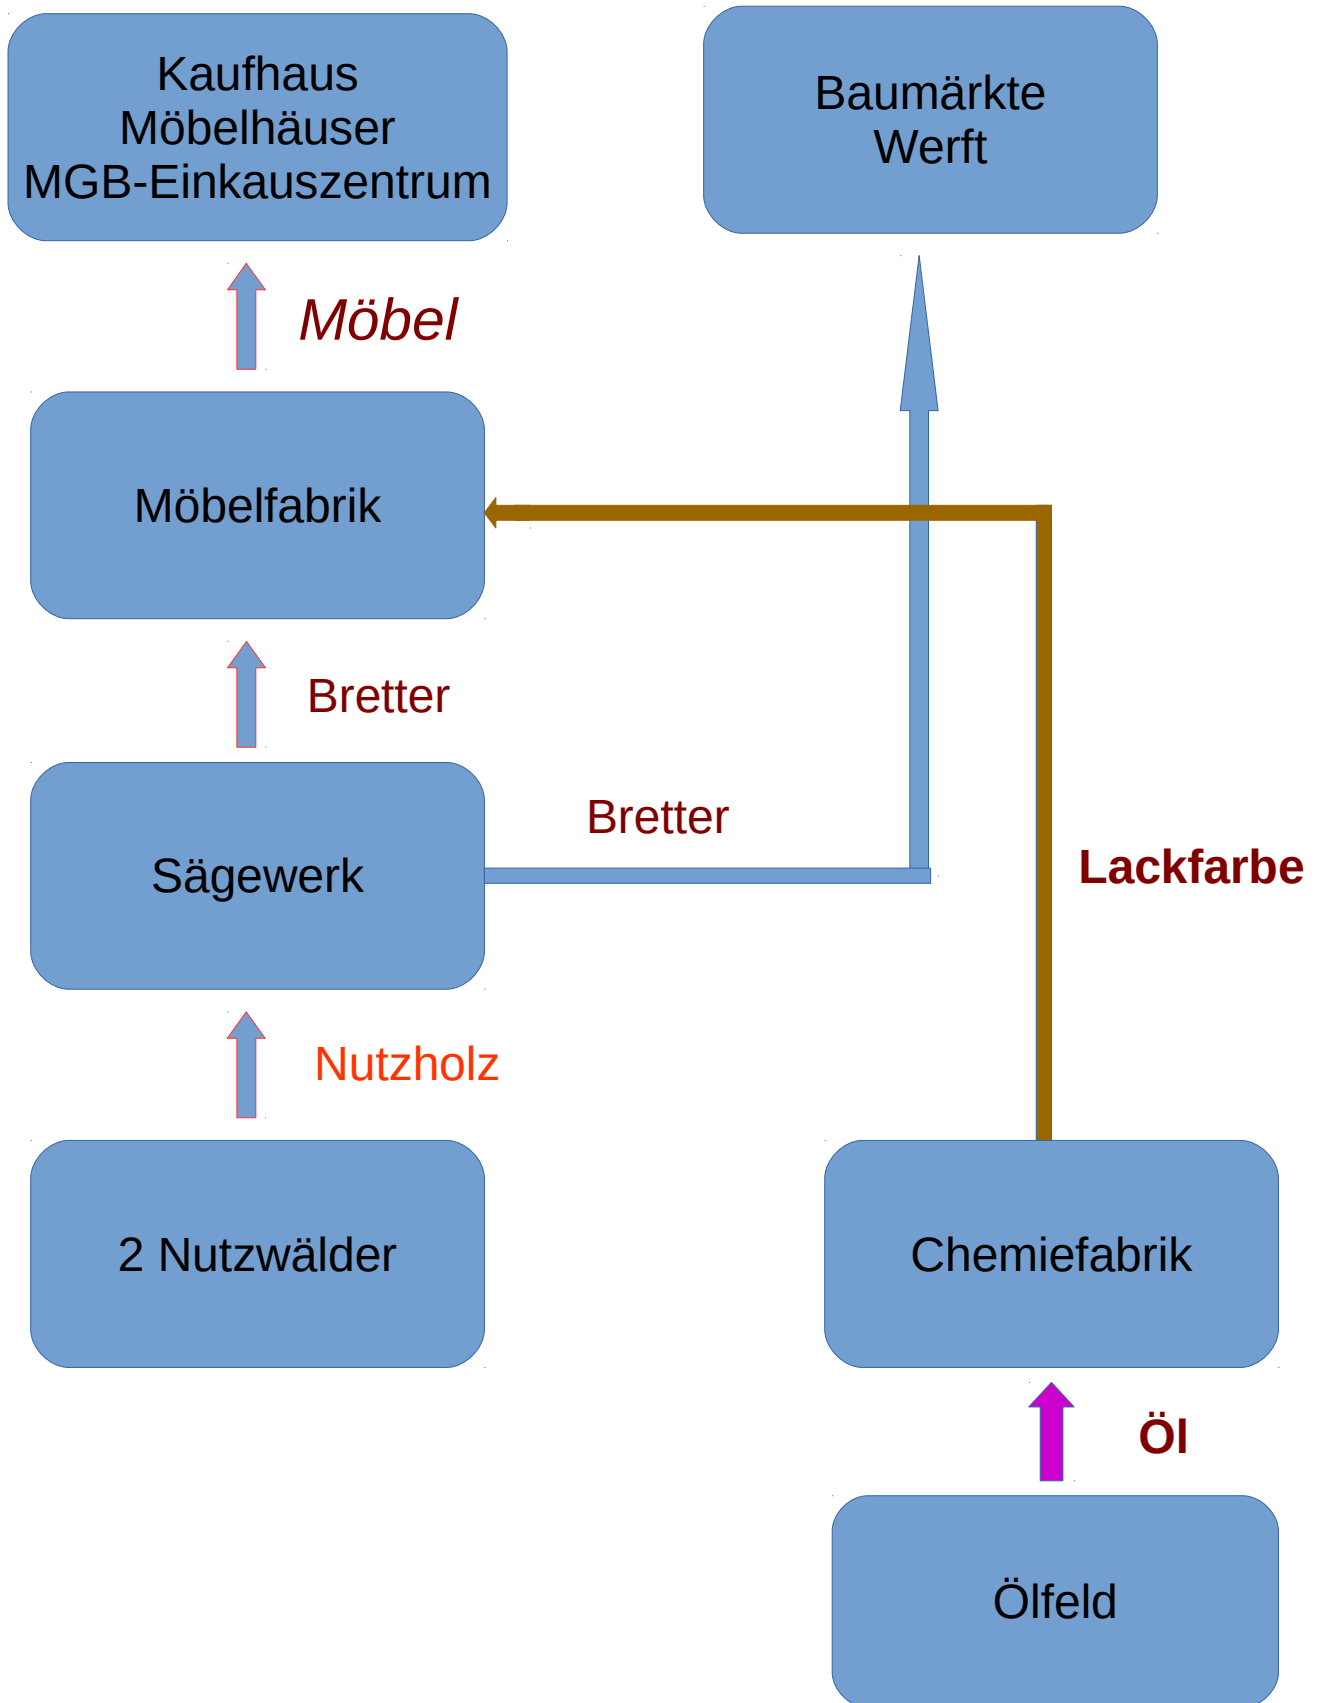 Kaufhaus
Möbelhäuser
MGB-Einkauszentrum
Baumärkte
Werft
Möbel
Möbelfabrik
Bretter
Bretter
Sägewerk
Lackfarbe
Nutzholz
2 Nutzwälder
Chemiefabrik
Öl
Ölfeld